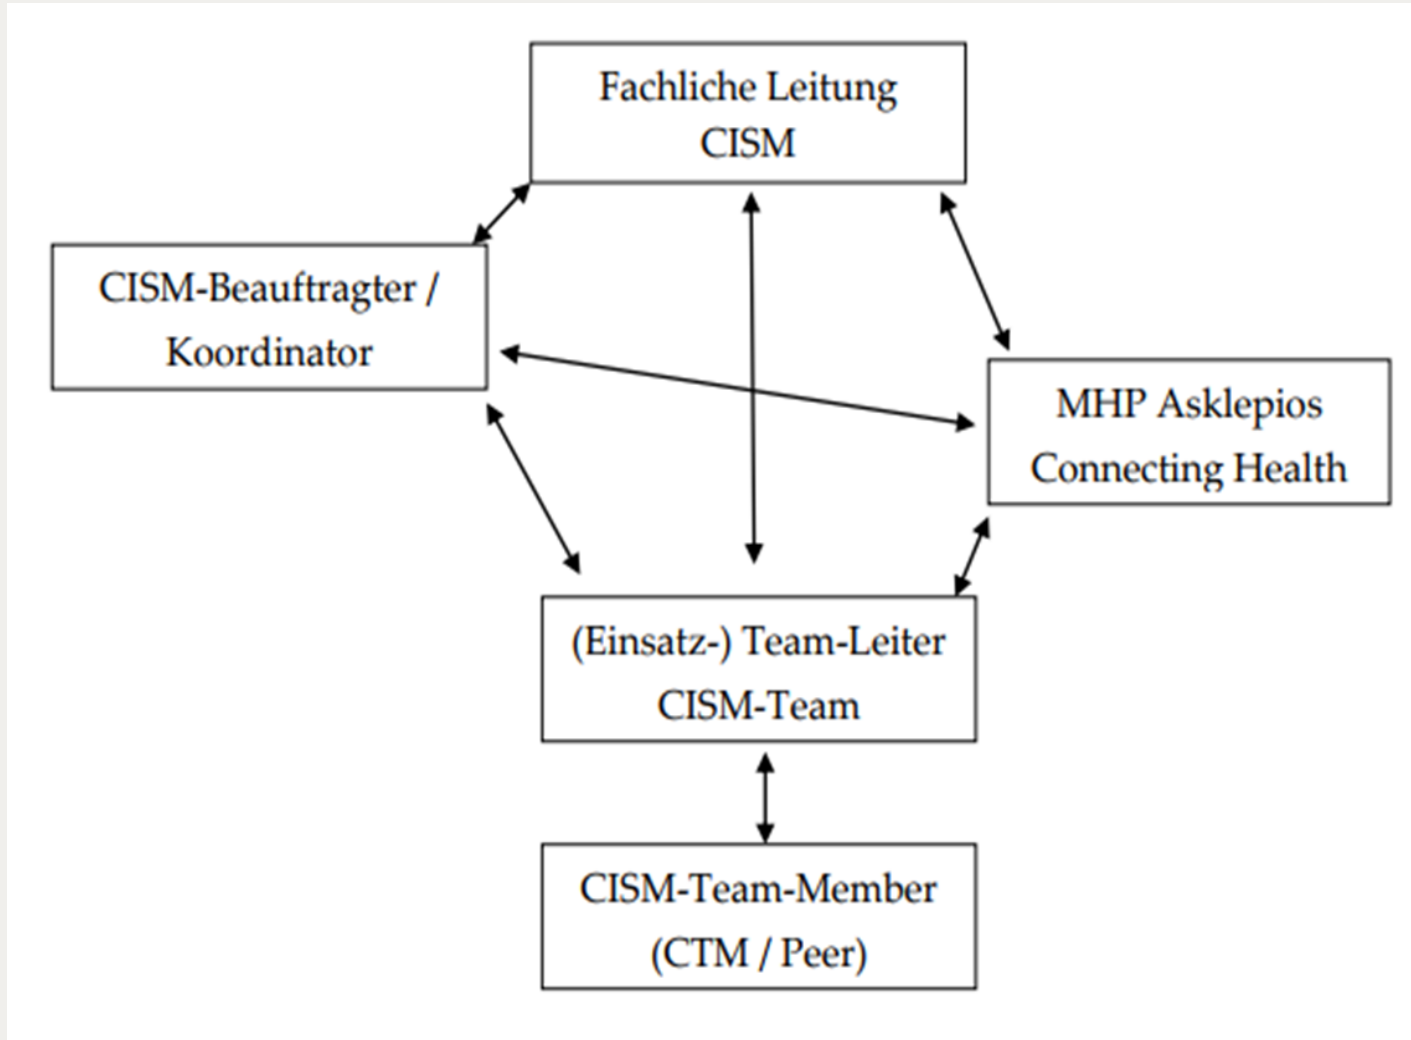 Fachliche Leitung
CISM
CISM-Beauftragter /
Koordinator
MHP Asklepios
Connecting Health
(Einsatz-) Team-Leiter
CISM-Team
CISM-Team-Member
(CTM / Peer)